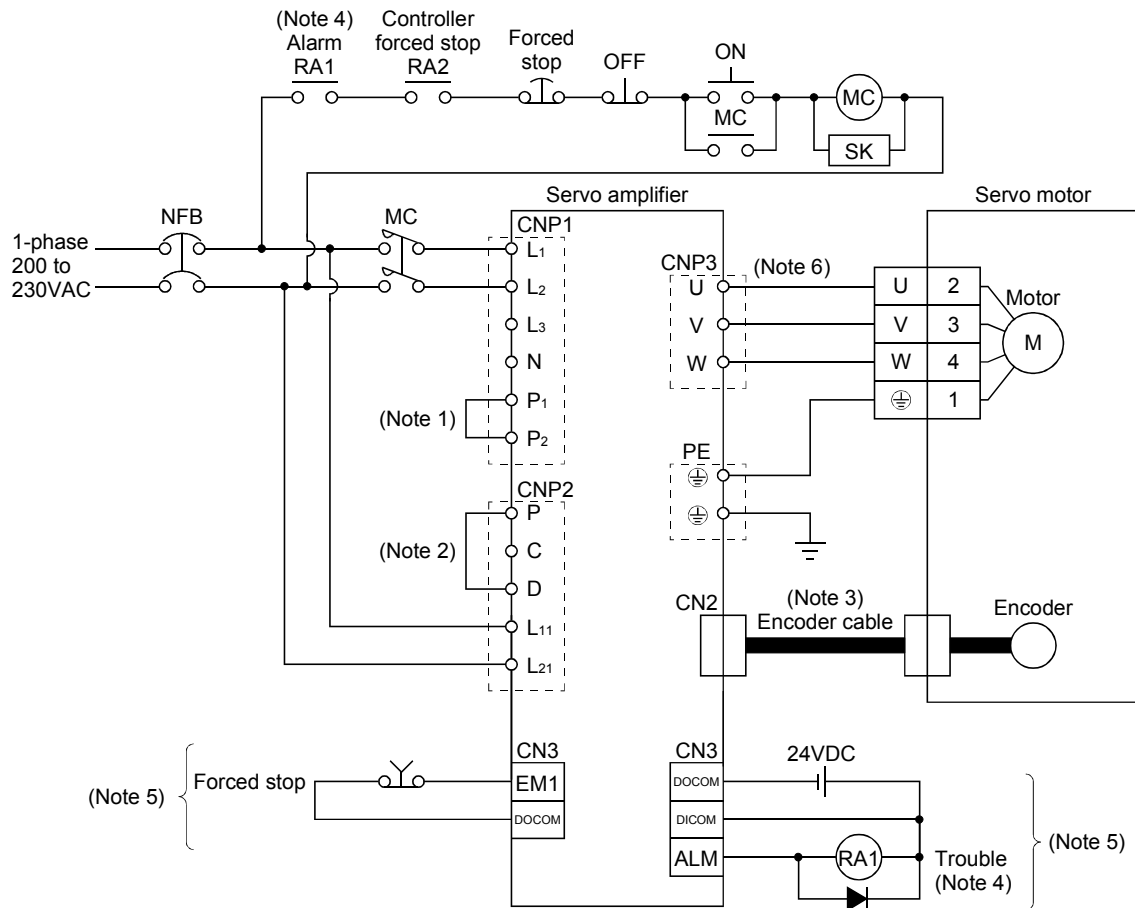 (Note 4)
Alarm
RA1
Controller
forced stop
RA2
Forced
stop
OFF
ON
MC
MC
SK
NFB
MC
1-phase
200 to
230VAC
Servo amplifier
Servo motor
CNP1
L1
L2
L3
N
P1
P2
(Note 1)
CNP2
P
C
D
L11
L21
(Note 2)
CNP3
U
V
W
(Note 6)
U 2
V 3
W 4
1
Motor
M
PE
CN2
(Note 3)
Encoder cable
Encoder
(Note 5)
Forced stop
CN3
EM1
DOCOM
CN3
DOCOM
DICOM
ALM
24VDC
RA1
Trouble
(Note 4)
(Note 5)